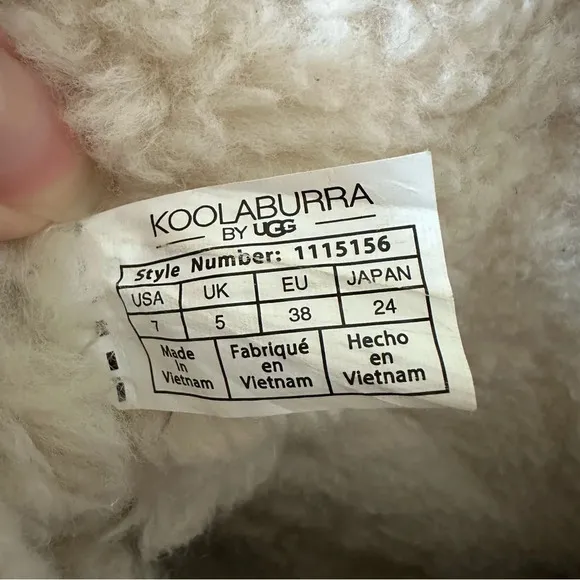 KOOLABURRA
BY UGG
Style Number: 1115156
USA UK EU JAPAN
7 5 38 24
Made in Vietnam
Fabriqué en Vietnam
Hecho en Vietnam